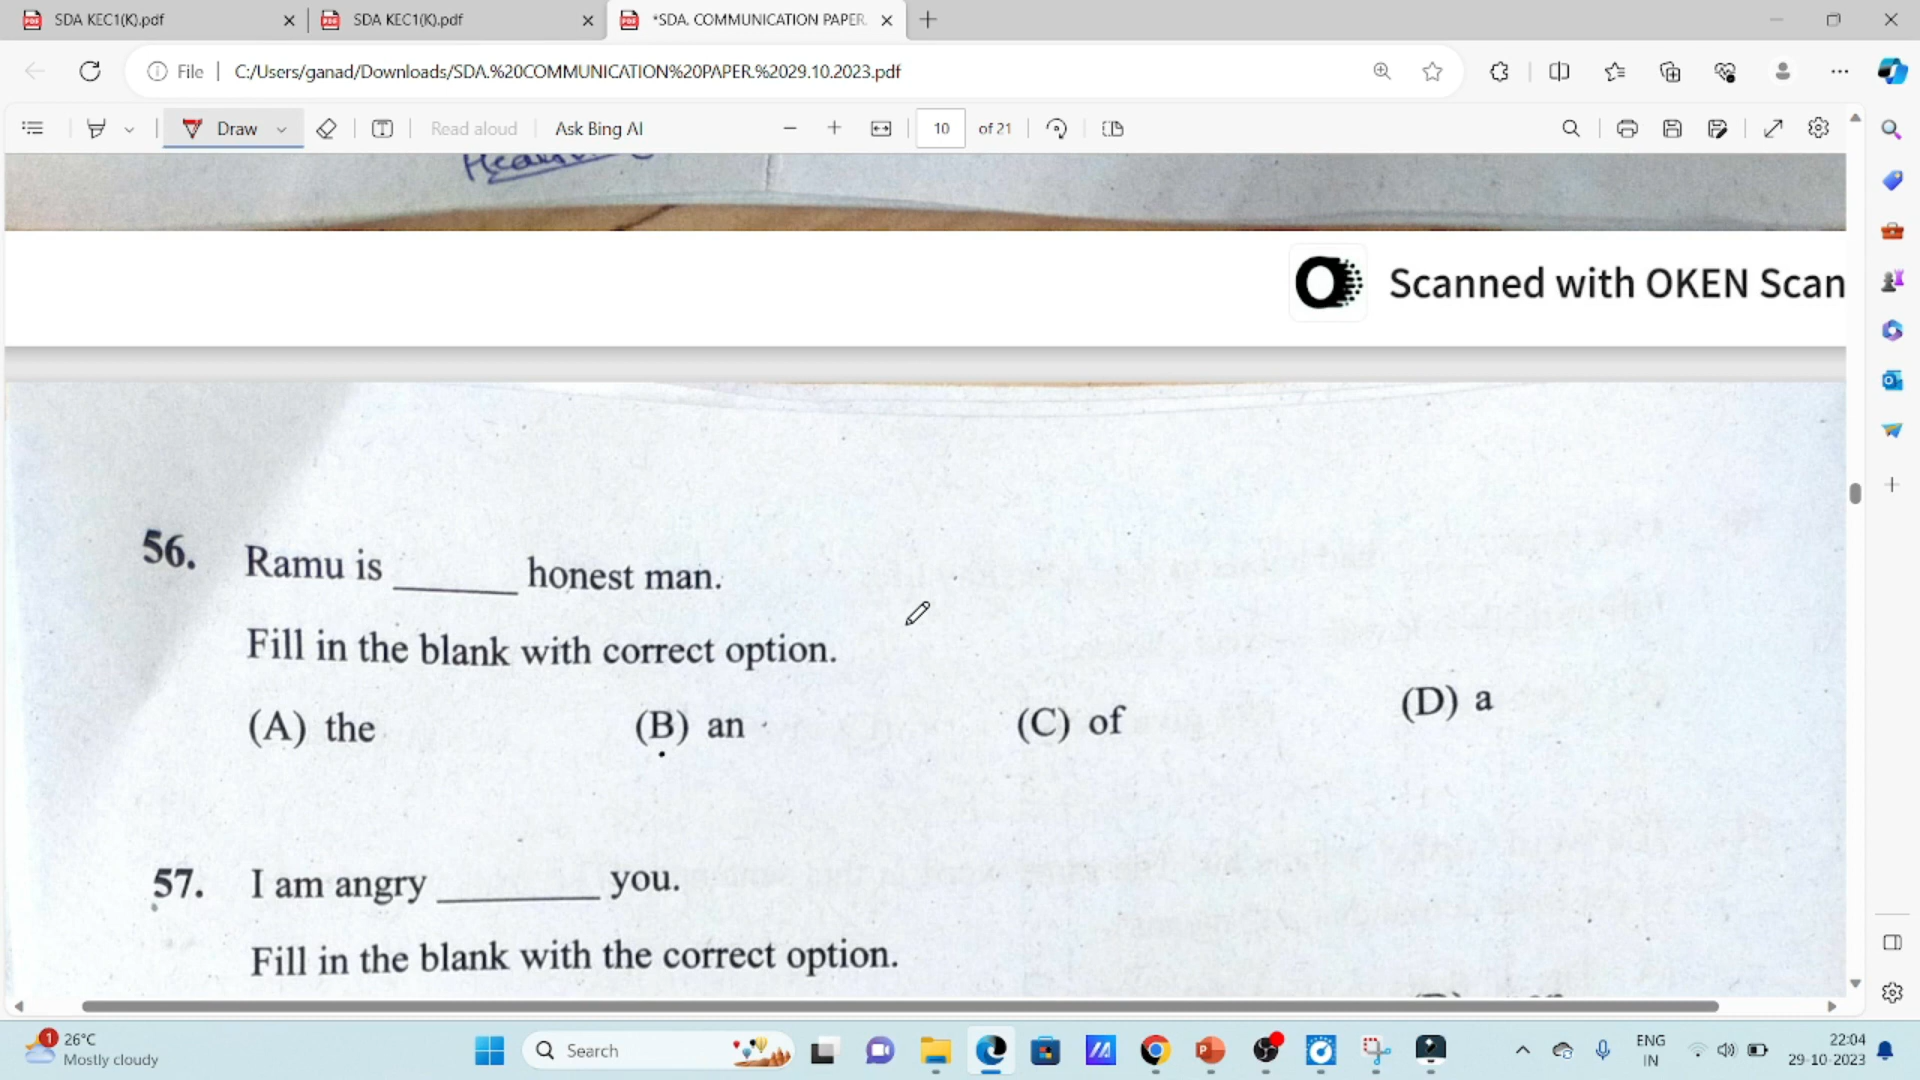 SDA KEC1(K).pdf
SDA KEC1(K).pdf
*SDA. COMMUNICATION PAPER.
File
C:/Users/ganad/Downloads/SDA.%20COMMUNICATION%20PAPER.%2029.10.2023.pdf
Draw
Read aloud
Ask Bing AI
10
of 21
Scanned with OKEN Scan
56. Ramu is ______ honest man.
Fill in the blank with correct option.
(A) the (B) an (C) of (D) a
57. I am angry ________ you.
Fill in the blank with the correct option.
1
26°C
Mostly cloudy
Search
ENG
IN
22:04
29-10-2023